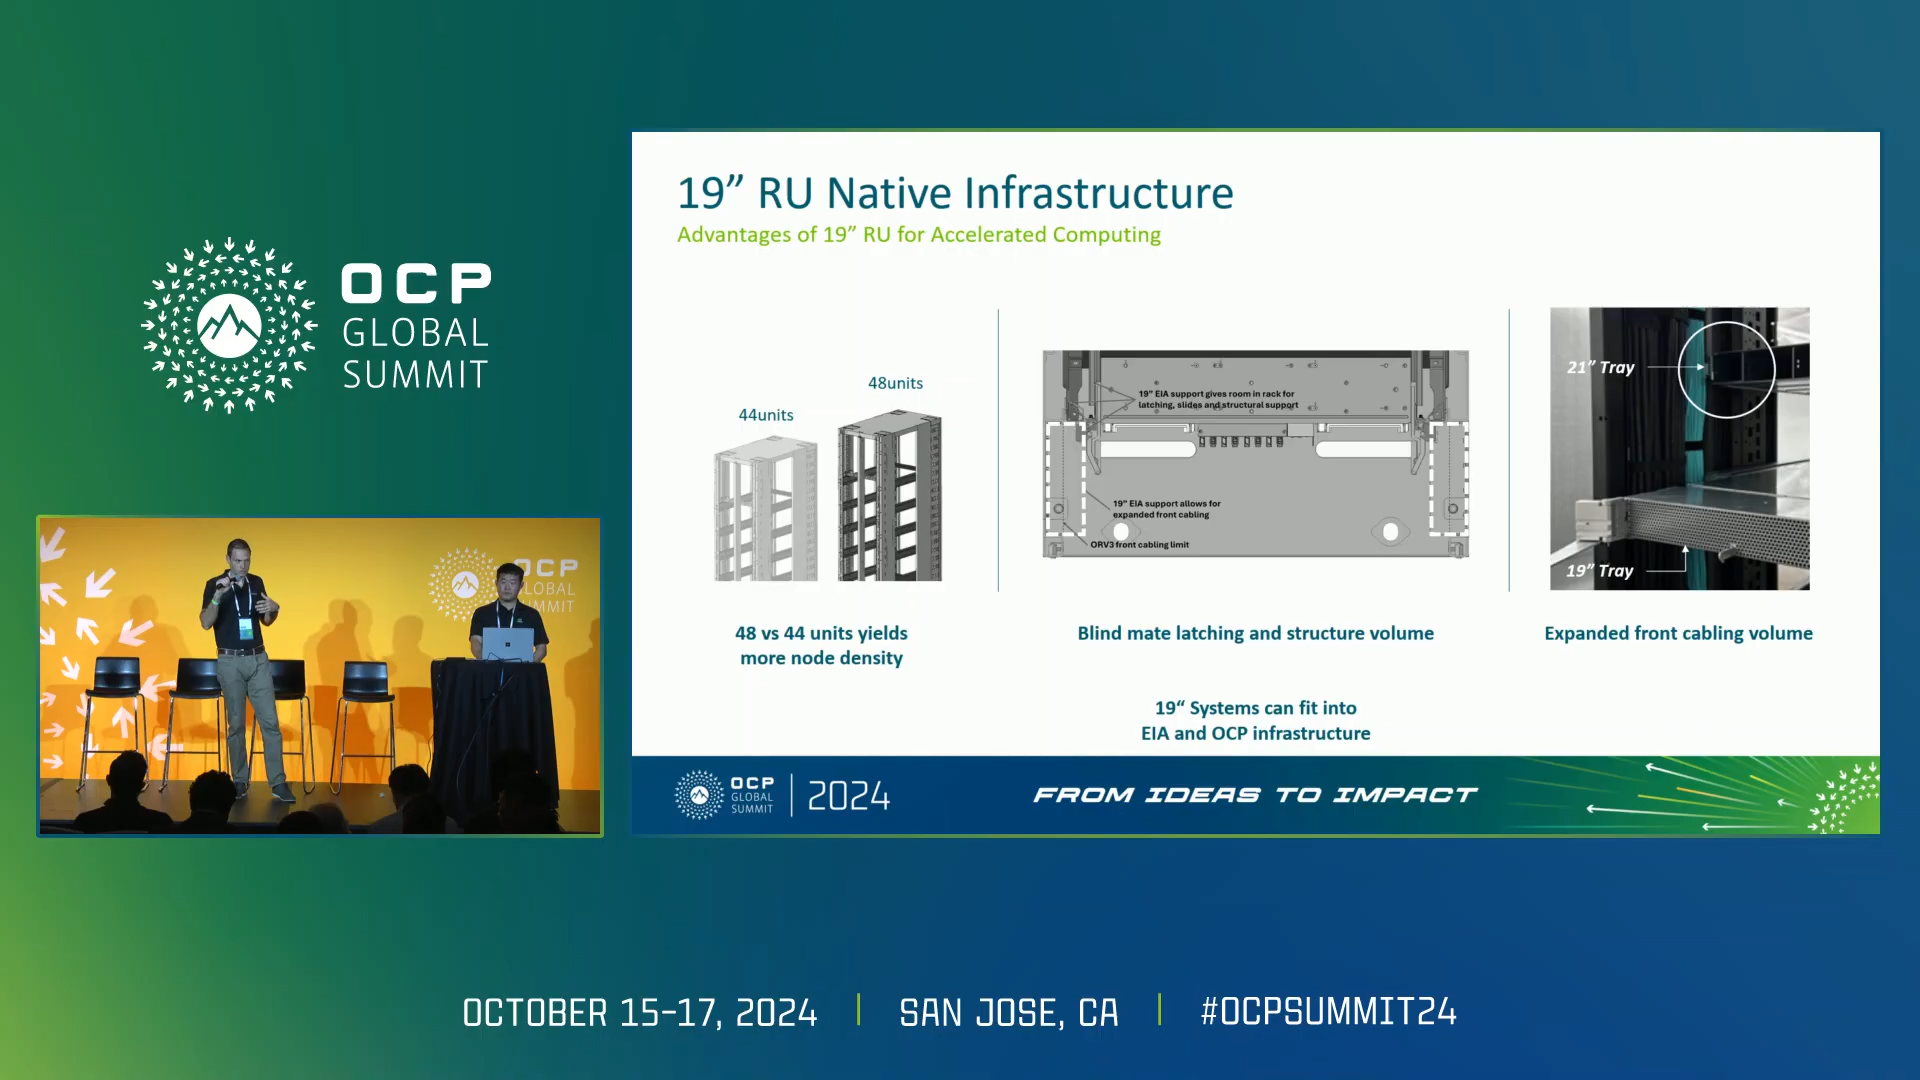 OCP
GLOBAL
SUMMIT
19” RU Native Infrastructure
Advantages of 19” RU for Accelerated Computing
44units
48units
48 vs 44 units yields
more node density
19" EIA support gives room in rack for
latching, slides and structural support
19" EIA support allows for
expanded front cabling
ORV3 front cabling limit
Blind mate latching and structure volume
21” Tray
19” Tray
Expanded front cabling volume
19“ Systems can fit into
EIA and OCP infrastructure
OCP
GLOBAL
SUMMIT
2024
FROM IDEAS TO IMPACT
OCP
GLOBAL
SUMMIT
OCTOBER 15-17, 2024
SAN JOSE, CA
#OCPSUMMIT24